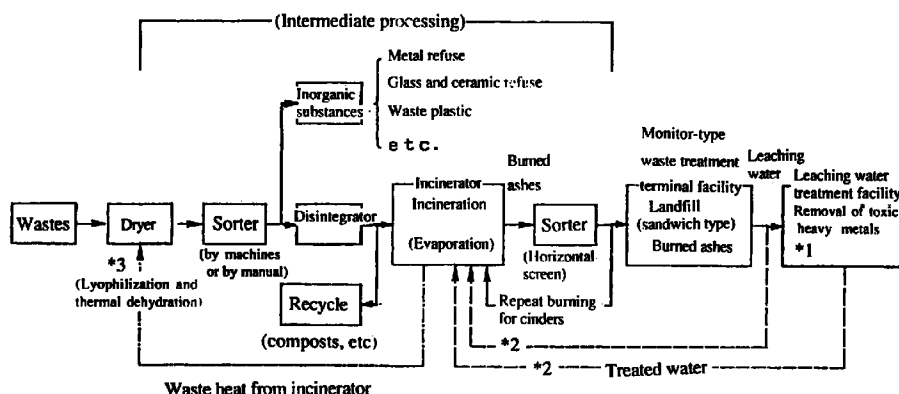 (Intermediate processing)
Metal refuse
Glass and ceramic refuse
Waste plastic
etc.
Inorganic
substances
Wastes
Dryer
*3
(Lyophilization and
thermal dehydration)
Sorter
(by machines
or by manual)
Disintegrator
Recycle
(composts, etc)
Incinerator
Incineration
(Evaporation)
Burned
ashes
Sorter
(Horizontal
screen)
Repeat burning
for cinders
Monitor-type
waste treatment
terminal facility
Landfill
(sandwich type)
Burned ashes
Leaching
water
Leaching water
treatment facility
Removal of toxic
heavy metals
*1
*2
*2
Treated water
Waste heat from incinerator